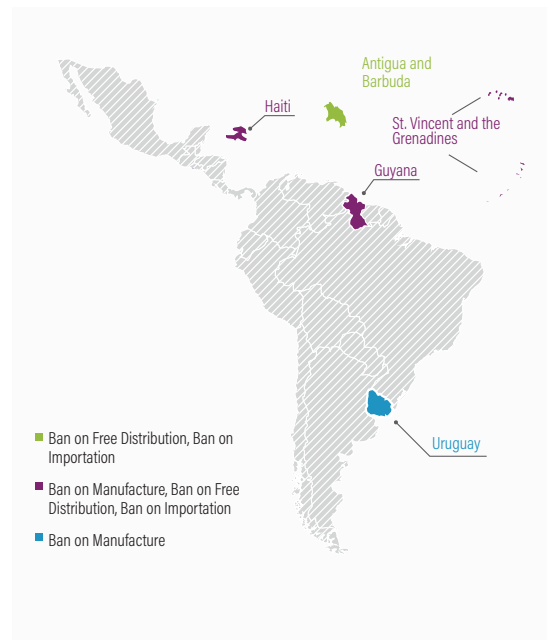 Antigua and
Barbuda
Haiti
St. Vincent and the
Grenadines
Guyana
Uruguay
Ban on Free Distribution, Ban on
Importation
Ban on Manufacture, Ban on Free
Distribution, Ban on Importation
Ban on Manufacture